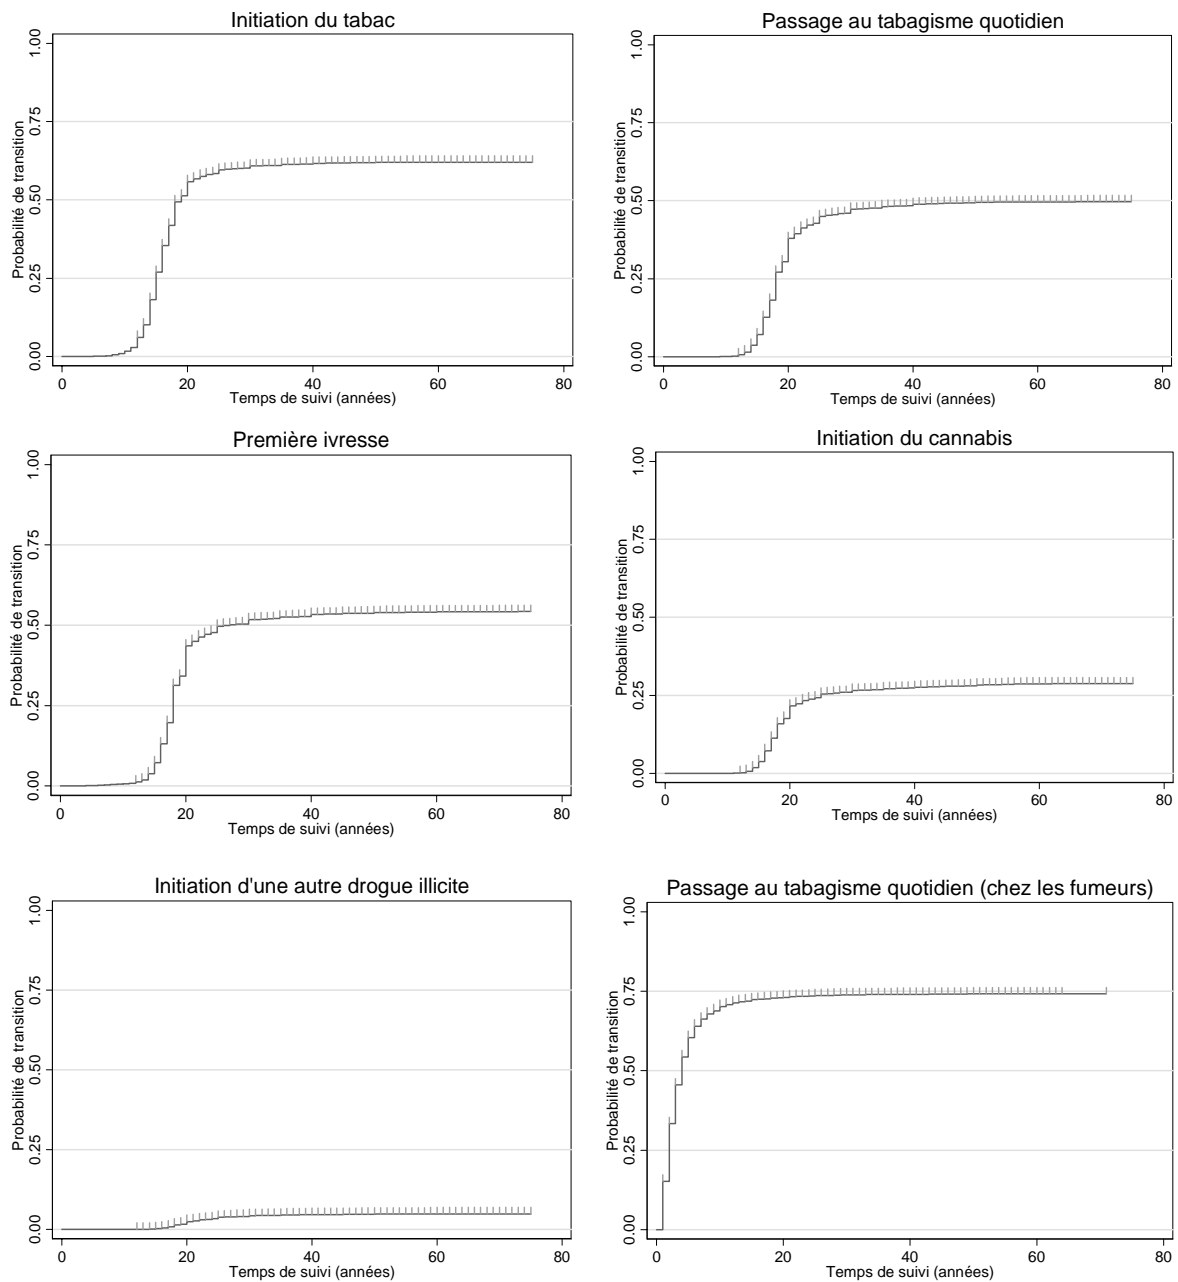 Initiation du tabac
Probabilité de transition
0.00 0.25 0.50 0.75 1.00
0 20 40 60 80
Temps de suivi (années)
Passage au tabagisme quotidien
Probabilité de transition
0.00 0.25 0.50 0.75 1.00
0 20 40 60 80
Temps de suivi (années)
Première ivresse
Probabilité de transition
0.00 0.25 0.50 0.75 1.00
0 20 40 60 80
Temps de suivi (années)
Initiation du cannabis
Probabilité de transition
0.00 0.25 0.50 0.75 1.00
0 20 40 60 80
Temps de suivi (années)
Initiation d'une autre drogue illicite
Probabilité de transition
0.00 0.25 0.50 0.75 1.00
0 20 40 60 80
Temps de suivi (années)
Passage au tabagisme quotidien (chez les fumeurs)
Probabilité de transition
0.00 0.25 0.50 0.75 1.00
0 20 40 60 80
Temps de suivi (années)